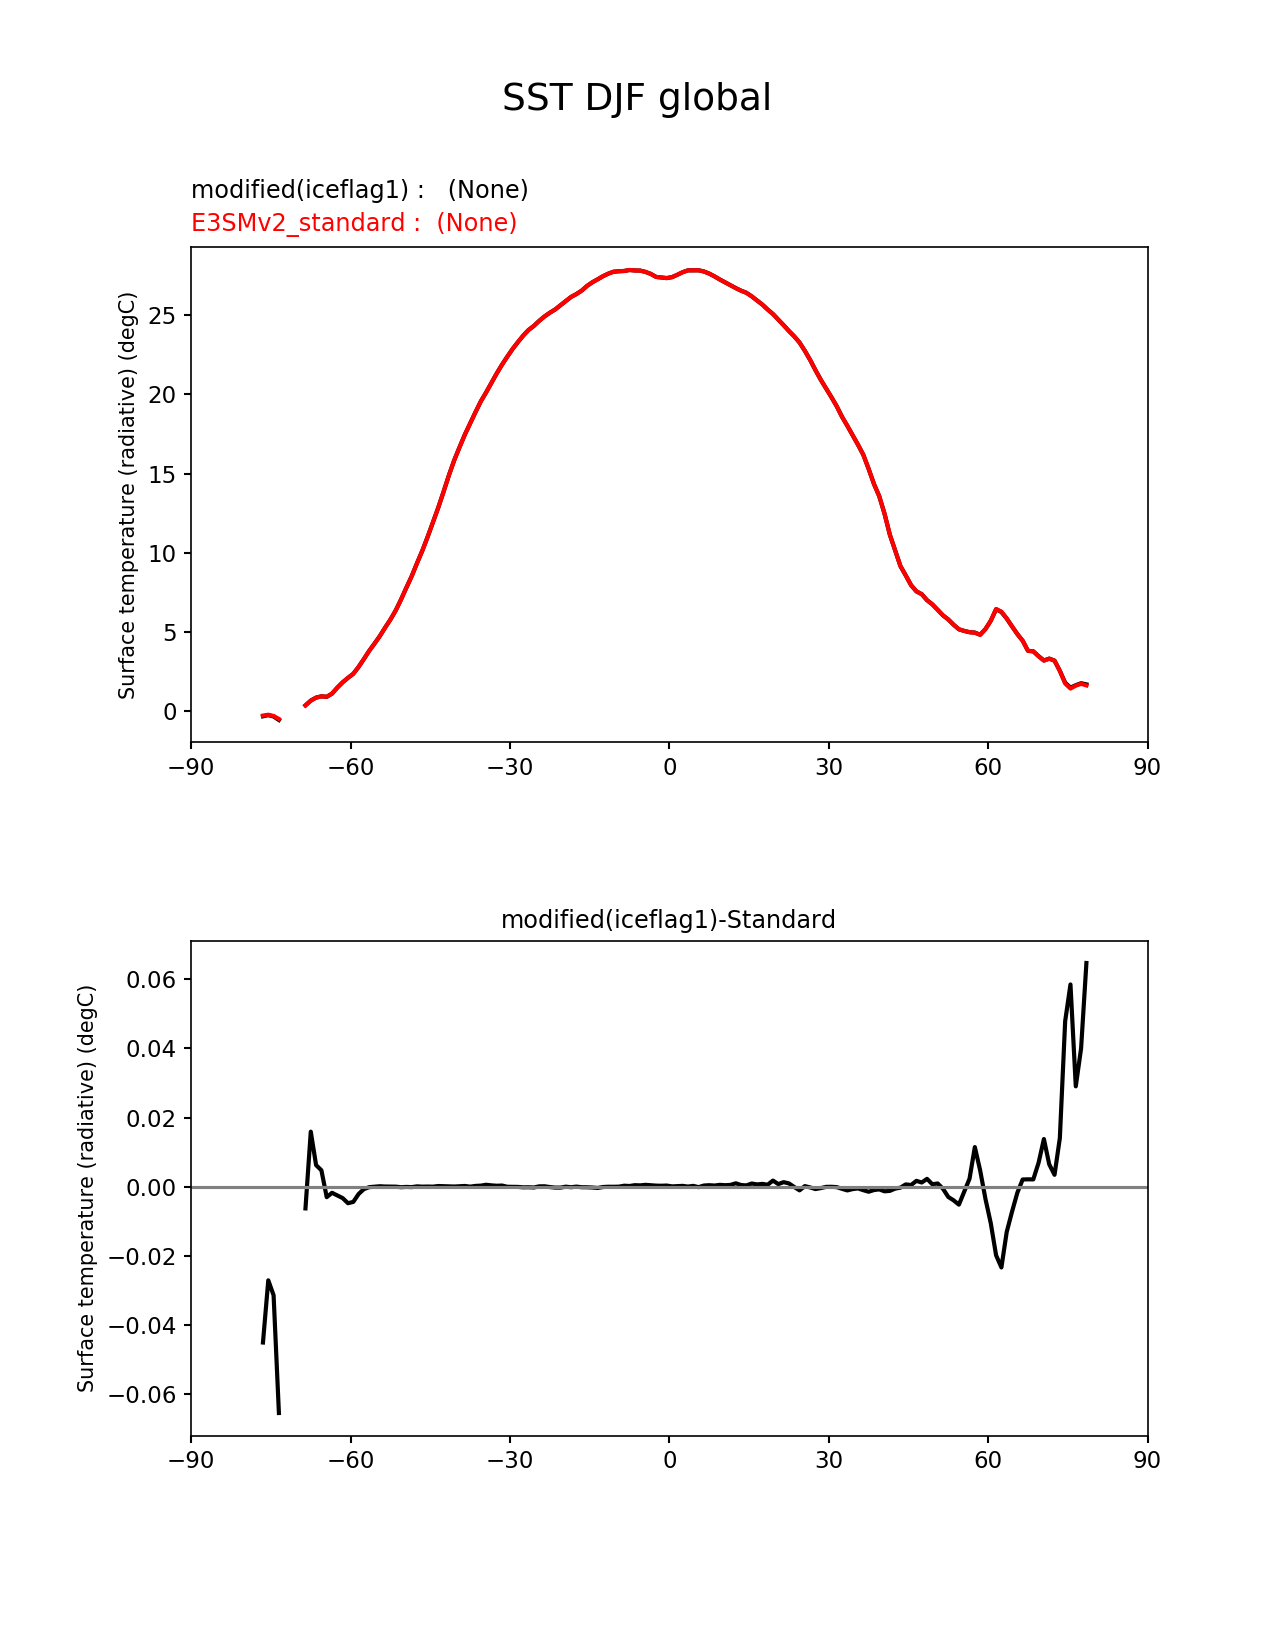 SST DJF global
modified(iceflag1) :   (None)
E3SMv2_standard :  (None)
Surface temperature (radiative) (degC)
25
20
15
10
5
0
−90 −60 −30 0 30 60 90
modified(iceflag1)-Standard
Surface temperature (radiative) (degC)
0.06
0.04
0.02
0.00
−0.02
−0.04
−0.06
−90 −60 −30 0 30 60 90